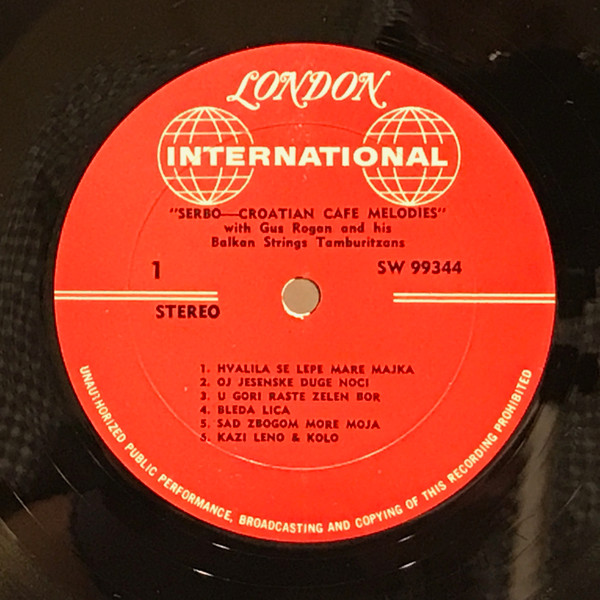 LONDON
INTERNATIONAL
"SERBO—CROATIAN CAFE MELODIES"
with Gus Rogan and his
Balkan Strings Tamburitzans
1
SW 99344
STEREO
1. HVALILA SE LEPE MARE MAJKA
2. OJ JESENSKE DUGE NOCI
3. U GORI RASTE ZELEN BOR
4. BLEDA LICA
5. SAD ZBOGOM MORE MOJA
5. KAZI LENO & KOLO
UNAUTHORIZED PUBLIC PERFORMANCE, BROADCASTING AND COPYING OF THIS RECORDING PROHIBITED